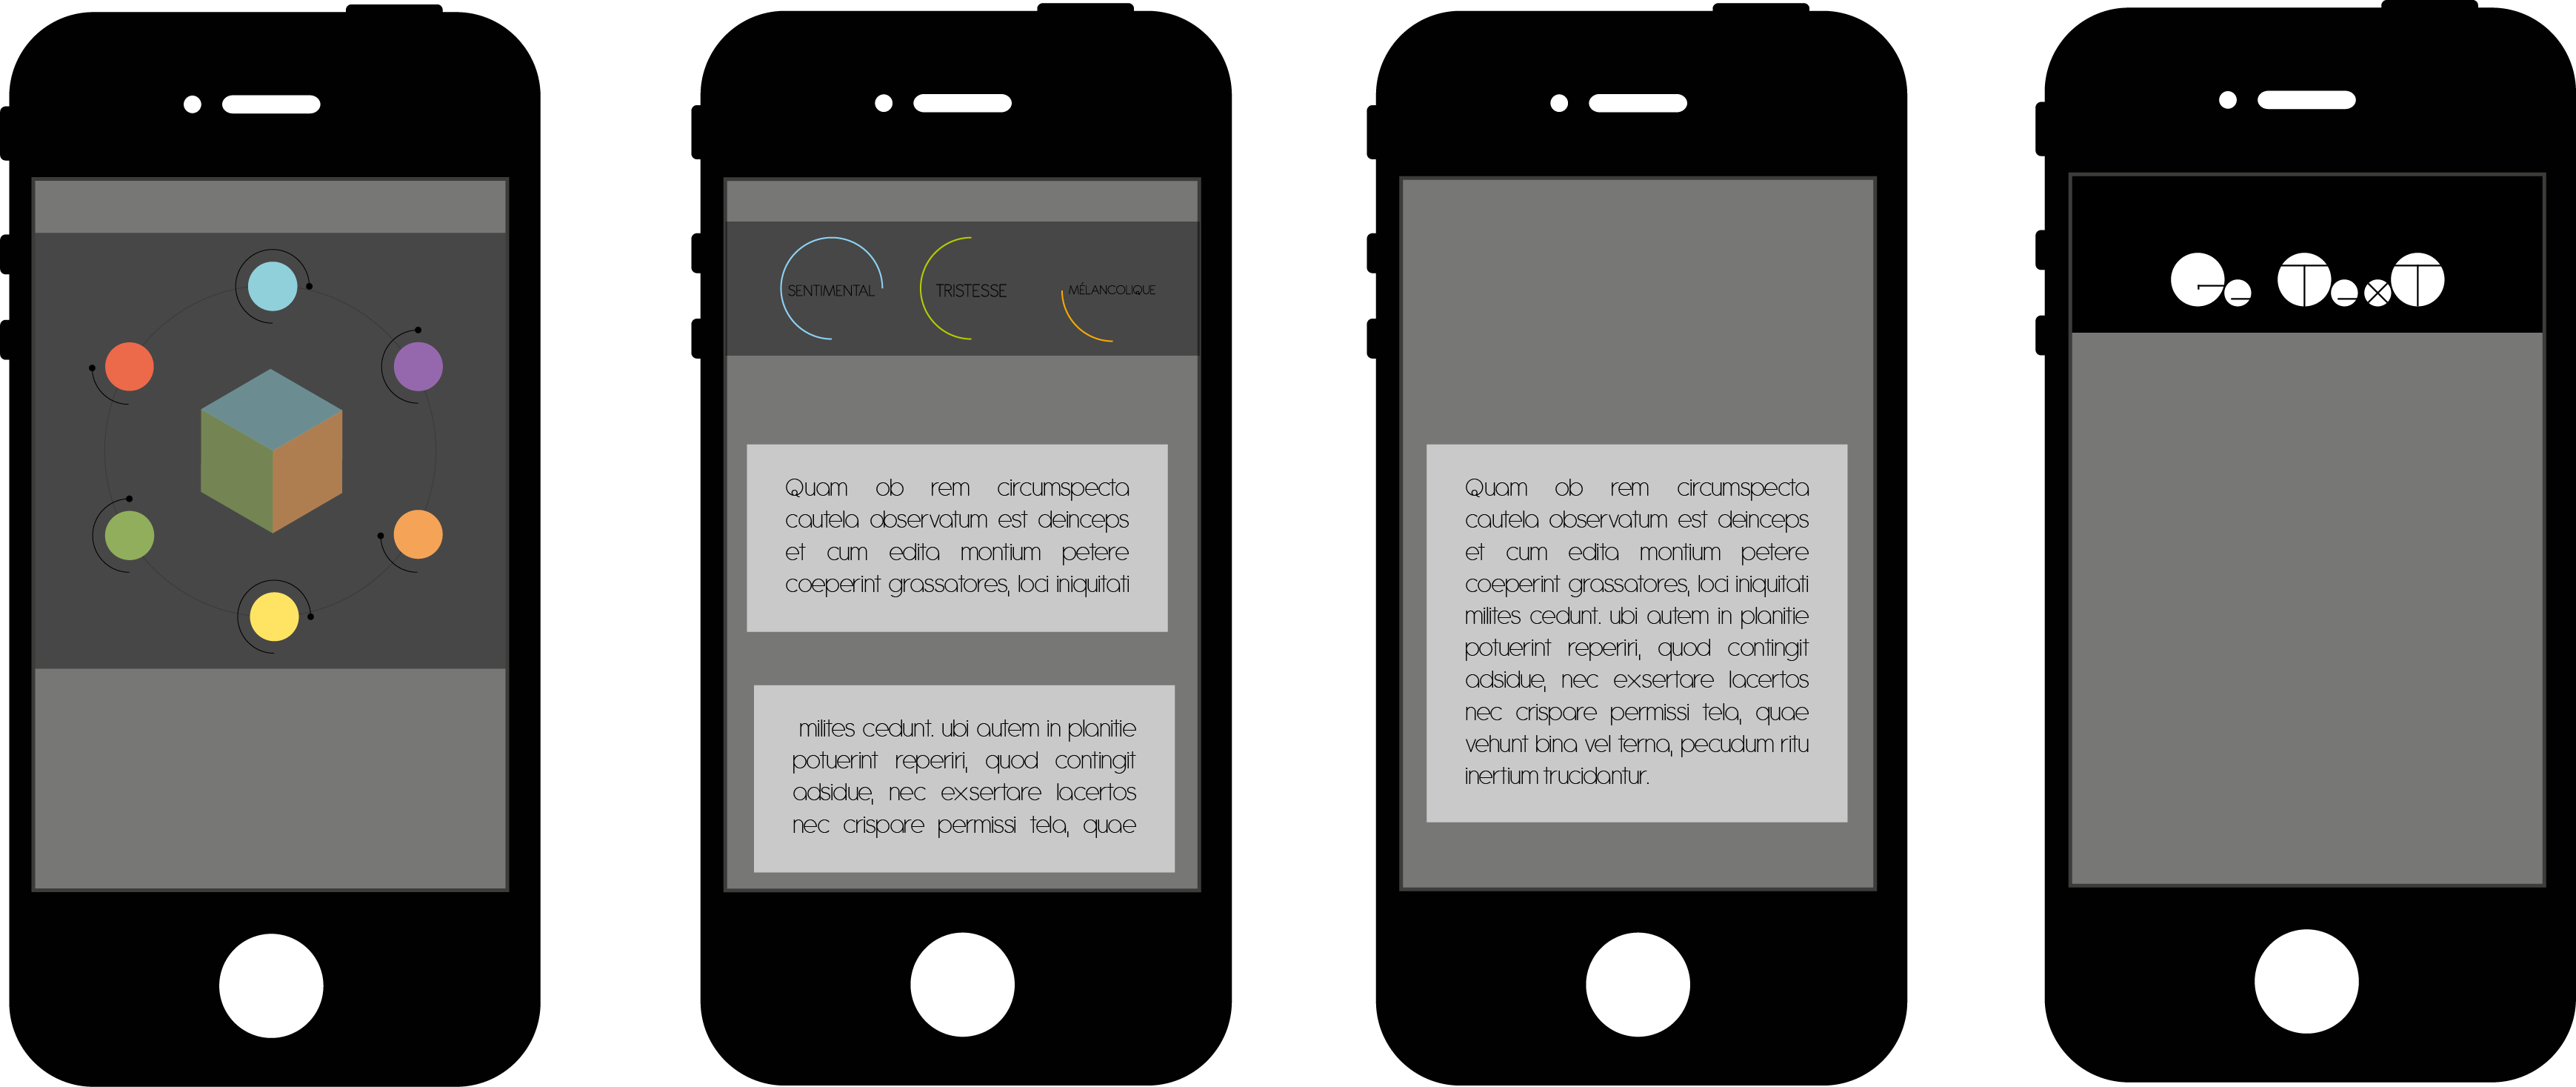 SENTIMENTAL TRISTESSE MÉLANCOLIQUE
Quam ob rem circumspecta
cautela observatum est deinceps
et cum edita montium petere
coeperint grassatores, loci iniquitati
milites cedunt. ubi autem in planitie
potuerint reperiri, quod contingit
adsidue, nec exsertare lacertos
nec crispare permissi tela, quae
Quam ob rem circumspecta
cautela observatum est deinceps
et cum edita montium petere
coeperint grassatores, loci iniquitati
milites cedunt. ubi autem in planitie
potuerint reperiri, quod contingit
adsidue, nec exsertare lacertos
nec crispare permissi tela, quae
vehunt bina vel terna, pecudum ritu
inertium trucidantur.
Ge TexT